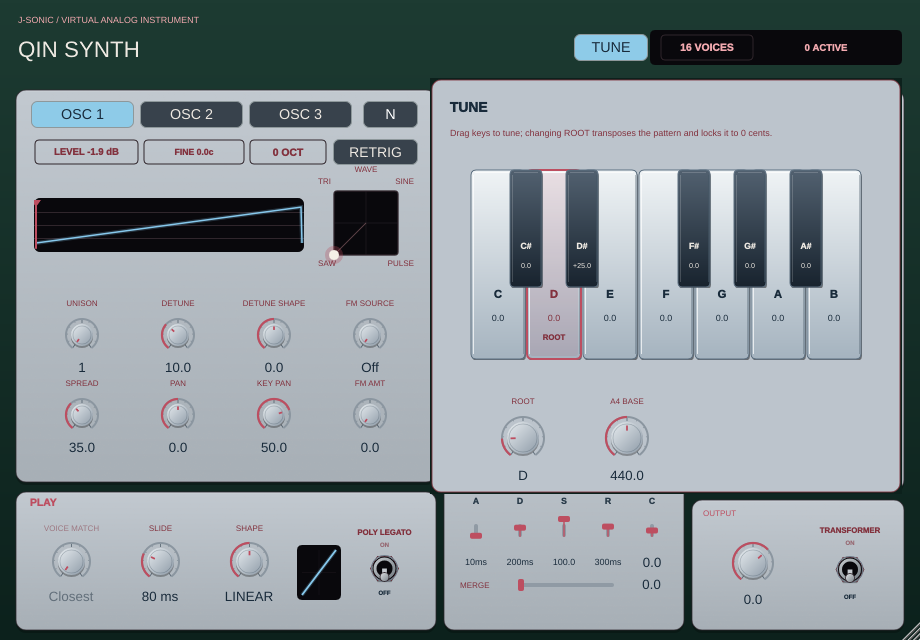 J-SONIC / VIRTUAL ANALOG INSTRUMENT
QIN SYNTH
TUNE
16 VOICES
0 ACTIVE
OSC 1
OSC 2
OSC 3
N
LEVEL -1.9 dB
FINE 0.0c
0 OCT
RETRIG
WAVE
TRI
SINE
SAW
PULSE
UNISON
DETUNE
DETUNE SHAPE
FM SOURCE
1
10.0
0.0
Off
SPREAD
PAN
KEY PAN
FM AMT
35.0
0.0
50.0
0.0
TUNE
Drag keys to tune; changing ROOT transposes the pattern and locks it to 0 cents.
C#
D#
F#
G#
A#
0.0
+25.0
0.0
0.0
0.0
C
D
E
F
G
A
B
0.0
0.0
0.0
0.0
0.0
0.0
0.0
ROOT
ROOT
A4 BASE
D
440.0
PLAY
VOICE MATCH
SLIDE
SHAPE
POLY LEGATO
ON
OFF
Closest
80 ms
LINEAR
A
D
S
R
C
10ms
200ms
100.0
300ms
0.0
MERGE
0.0
OUTPUT
TRANSFORMER
ON
OFF
0.0